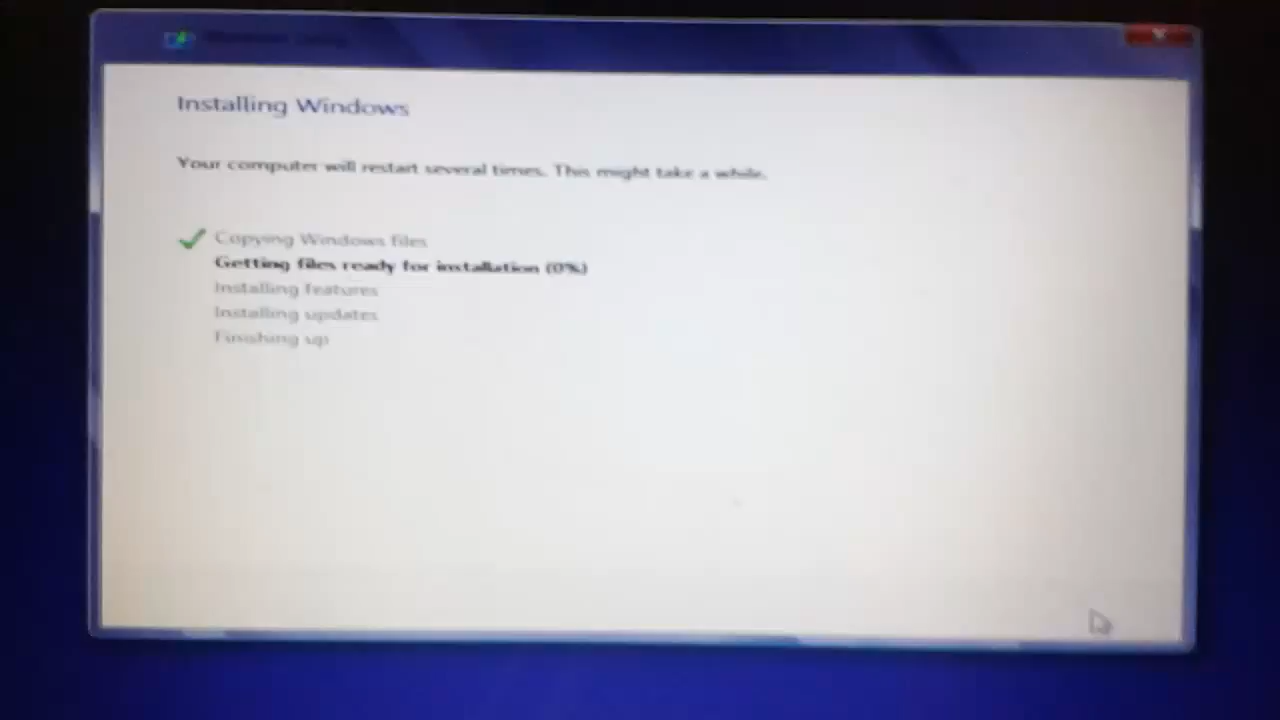 Installing Windows
Your computer will restart several times. This might take a while.
Copying Windows files
Getting files ready for installation (0%)
Installing features
Installing updates
Finishing up